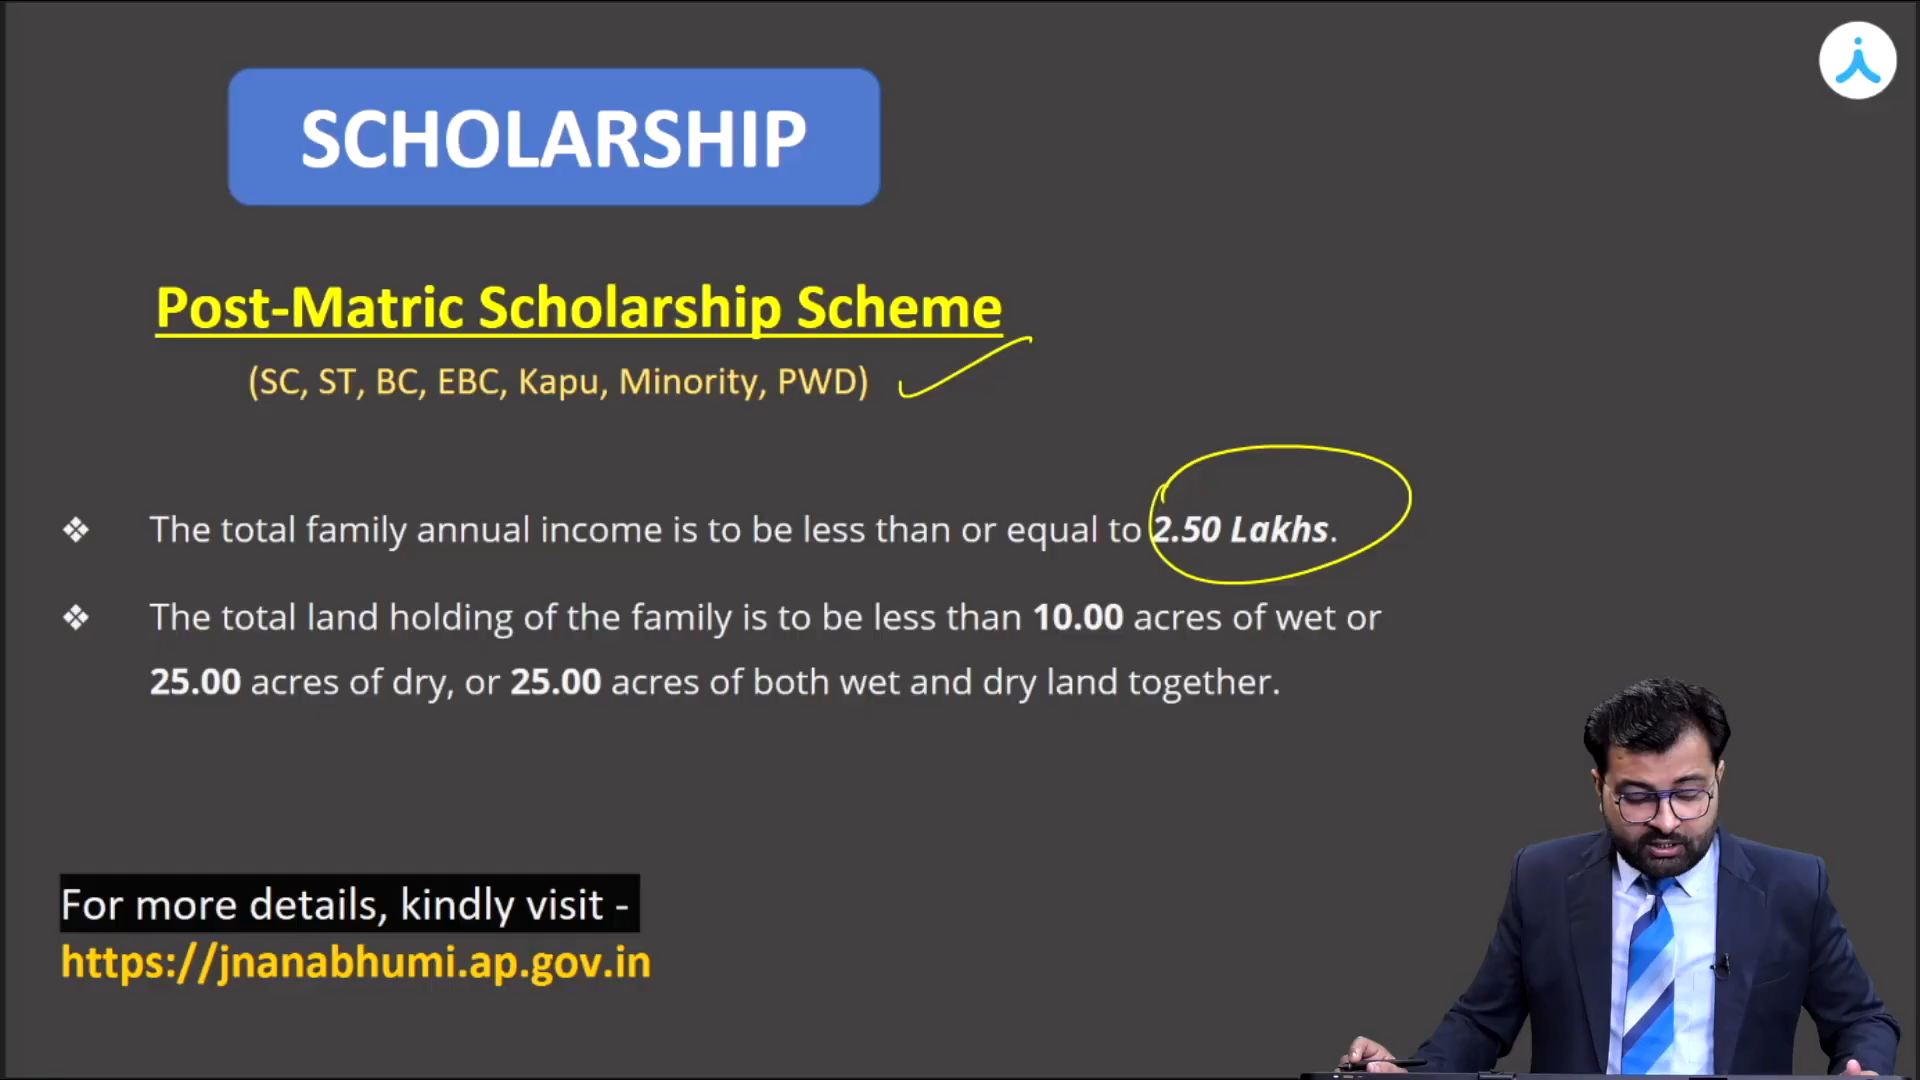 SCHOLARSHIP
Post-Matric Scholarship Scheme
(SC, ST, BC, EBC, Kapu, Minority, PWD)
❖ The total family annual income is to be less than or equal to 2.50 Lakhs.
❖ The total land holding of the family is to be less than 10.00 acres of wet or
25.00 acres of dry, or 25.00 acres of both wet and dry land together.
For more details, kindly visit -
https://jnanabhumi.ap.gov.in